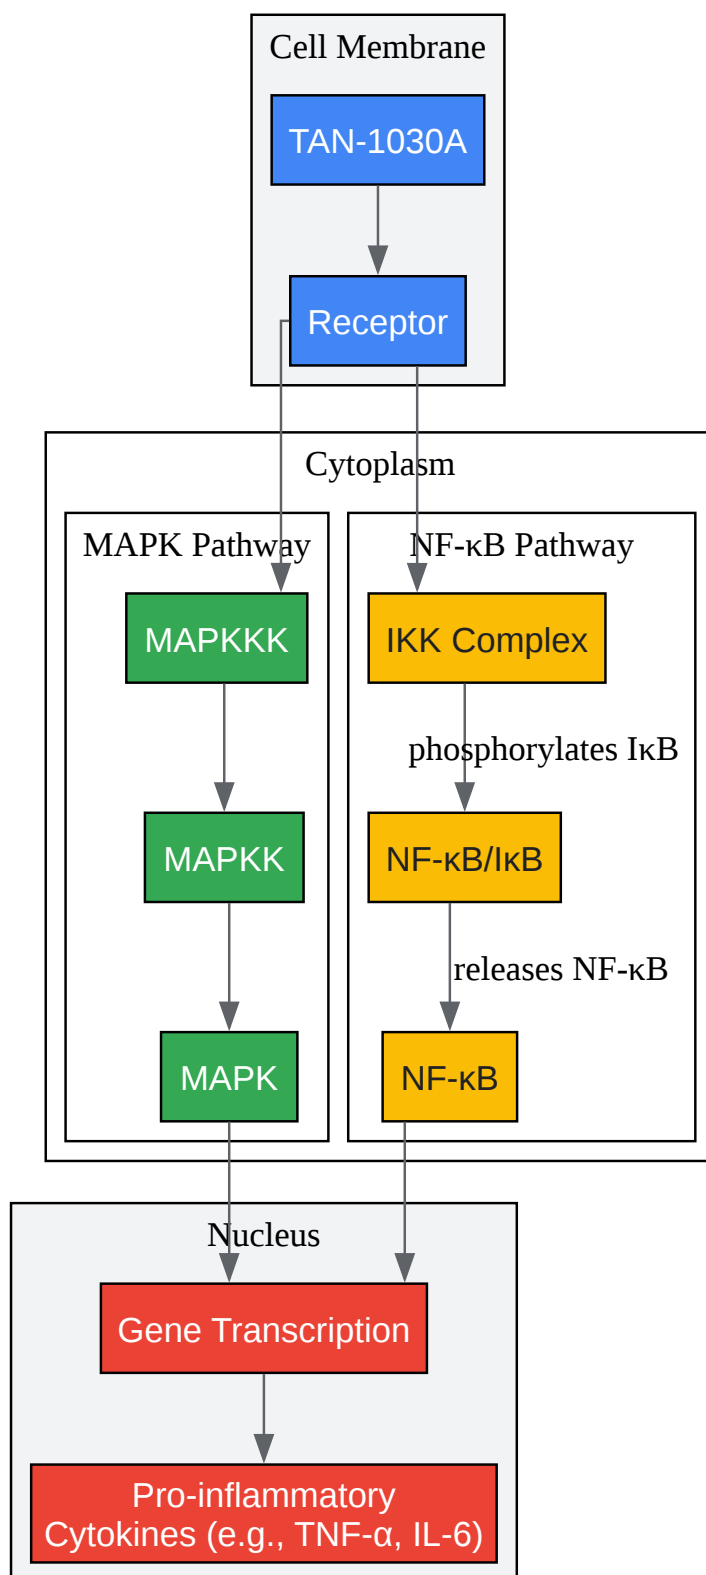 Cell Membrane
TAN-1030A
Receptor
Cytoplasm
MAPK Pathway
NF-κB Pathway
MAPKKK
IKK Complex
phosphorylates IκB
MAPKK
NF-κB/IκB
releases NF-κB
MAPK
NF-κB
Nucleus
Gene Transcription
Pro-inflammatory
Cytokines (e.g., TNF-α, IL-6)